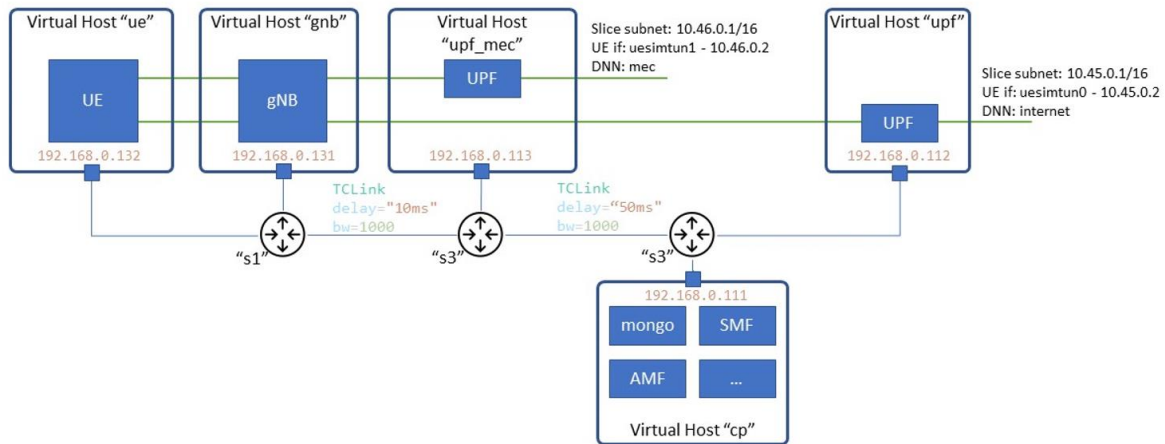 Virtual Host “ue”
UE
192.168.0.132
Virtual Host “gnb”
gNB
192.168.0.131
Virtual Host
“upf_mec”
UPF
192.168.0.113
Slice subnet: 10.46.0.1/16
UE if: uesimtun1 - 10.46.0.2
DNN: mec
Virtual Host “upf”
UPF
192.168.0.112
Slice subnet: 10.45.0.1/16
UE if: uesimtun0 - 10.45.0.2
DNN: internet
TCLink
delay="10ms"
bw=1000
TCLink
delay=“50ms"
bw=1000
“s1”
“s3”
“s3”
192.168.0.111
mongo
SMF
AMF
...
Virtual Host “cp”